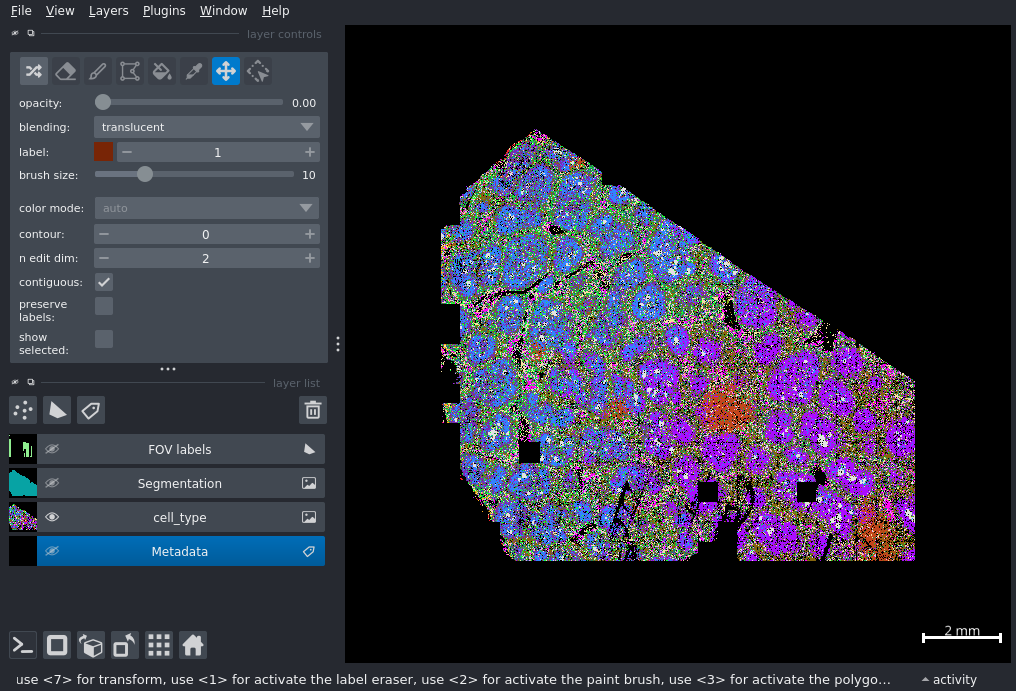 File View Layers Plugins Window Help
layer controls
opacity: 0.00
blending: translucent
label: 1
brush size: 10
color mode: auto
contour: 0
n edit dim: 2
contiguous:
preserve
labels:
show
selected:
layer list
FOV labels
Segmentation
cell_type
Metadata
2 mm
use <7> for transform, use <1> for activate the label eraser, use <2> for activate the paint brush, use <3> for activate the polygo... activity